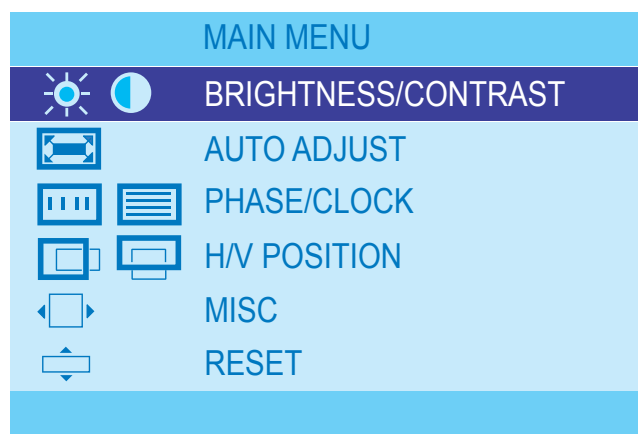 MAIN MENU
BRIGHTNESS/CONTRAST
AUTO ADJUST
PHASE/CLOCK
H/V POSITION
MISC
RESET